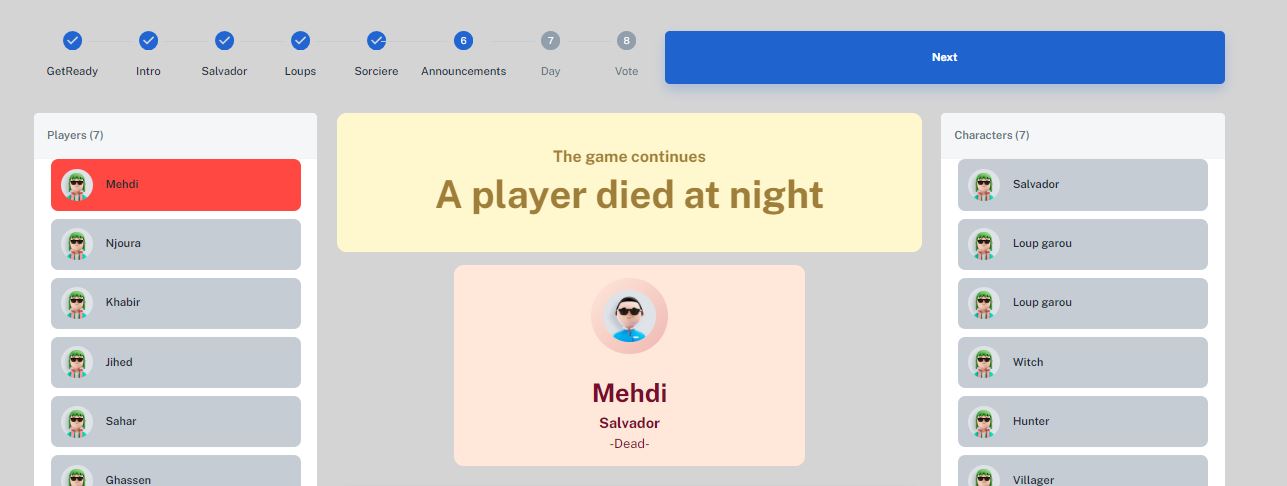 6
7
8
GetReady
Intro
Salvador
Loups
Sorciere
Announcements
Day
Vote
Next
Players (7)
Mehdi
Njoura
Khabir
Jihed
Sahar
Ghassen
The game continues
A player died at night
Mehdi
Salvador
-Dead-
Characters (7)
Salvador
Loup garou
Loup garou
Witch
Hunter
Villager